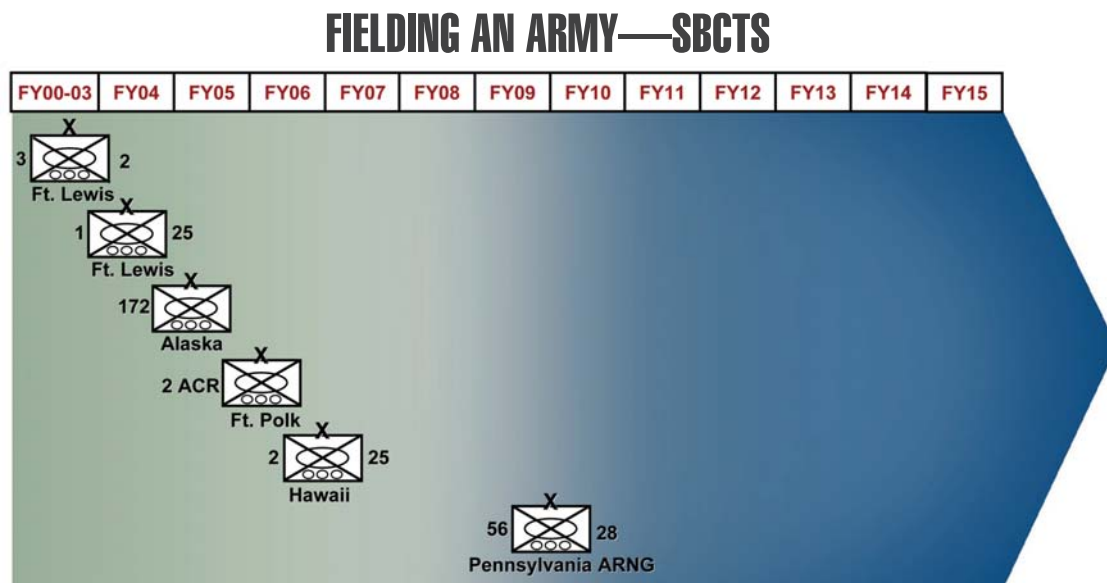 FIELDING AN ARMY—SBCTS
FY00-03 FY04 FY05 FY06 FY07 FY08 FY09 FY10 FY11 FY12 FY13 FY14 FY15
X
3 2
Ft. Lewis
X
1 25
Ft. Lewis
X
172
Alaska
X
2 ACR
Ft. Polk
X
2 25
Hawaii
X
56 28
Pennsylvania ARNG